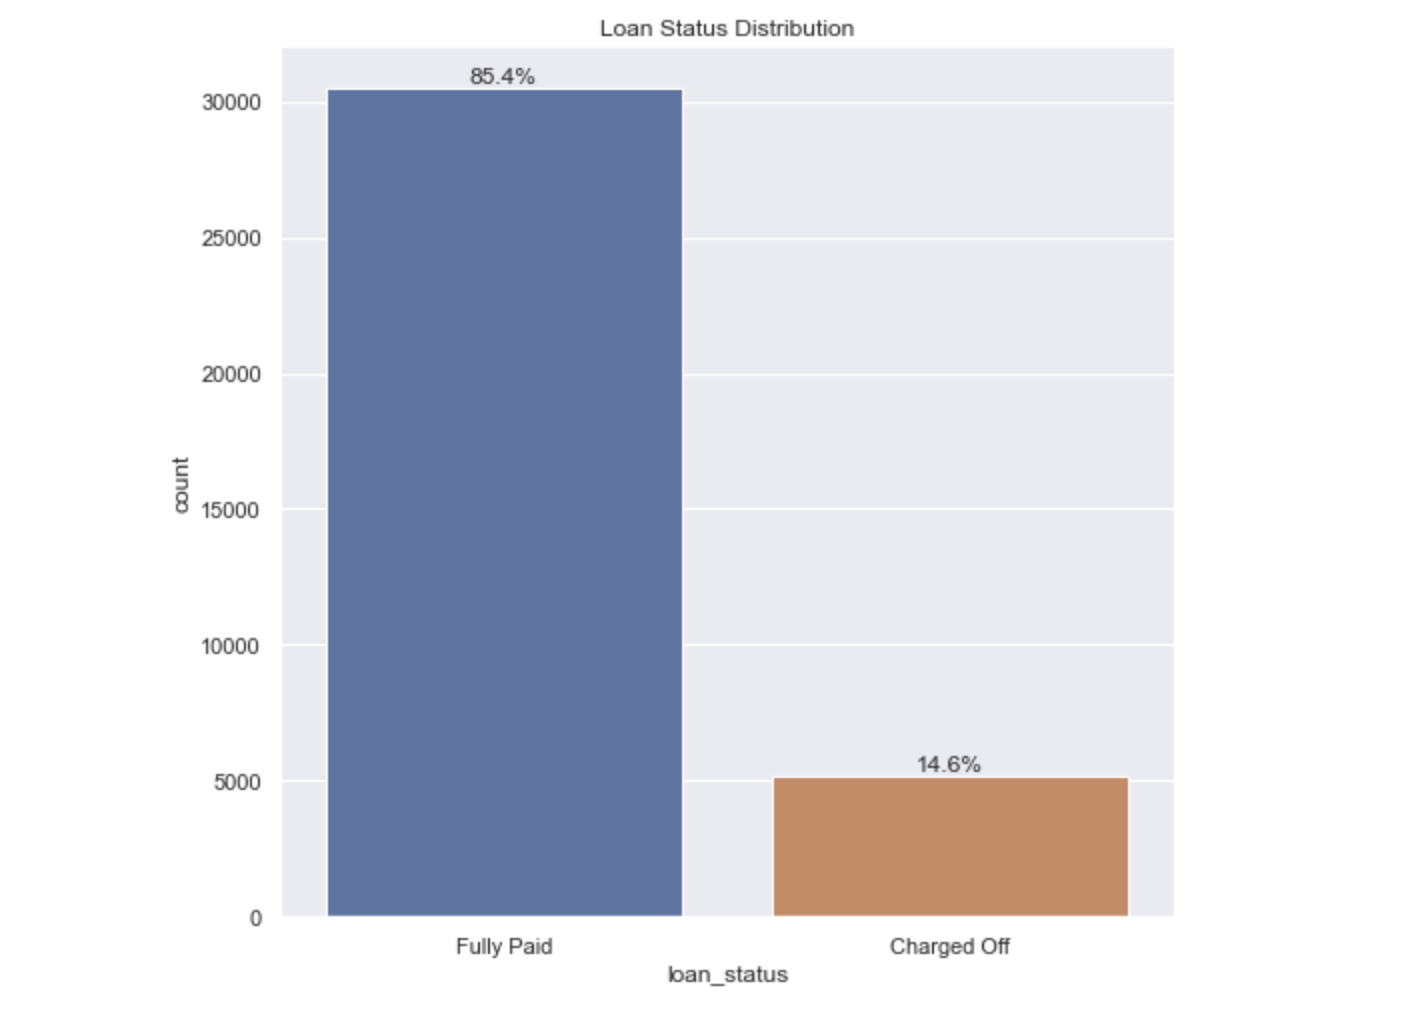 Loan Status Distribution
85.4%
30000
25000
20000
count
15000
10000
14.6%
5000
0
Fully Paid
Charged Off
loan_status